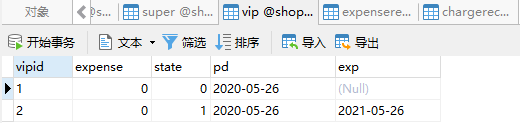 对象 @s... super @sh... vip @shop... expensere... chargerec...
开始事务 文本 筛选 排序 导入 导出
vipid expense state pd exp
1 0 0 2020-05-26 (Null)
2 0 1 2020-05-26 2021-05-26